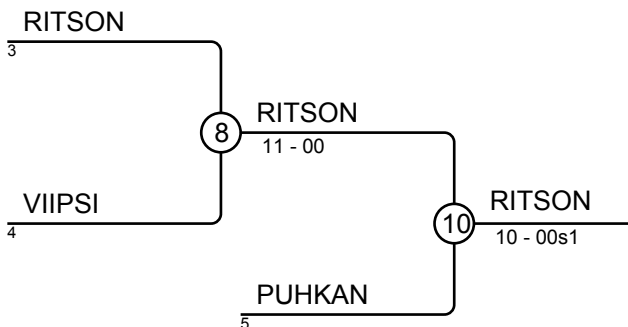 RITSON
3
8
RITSON
11 - 00
VIIPSI
4
10
RITSON
10 - 00s1
PUHKAN
5